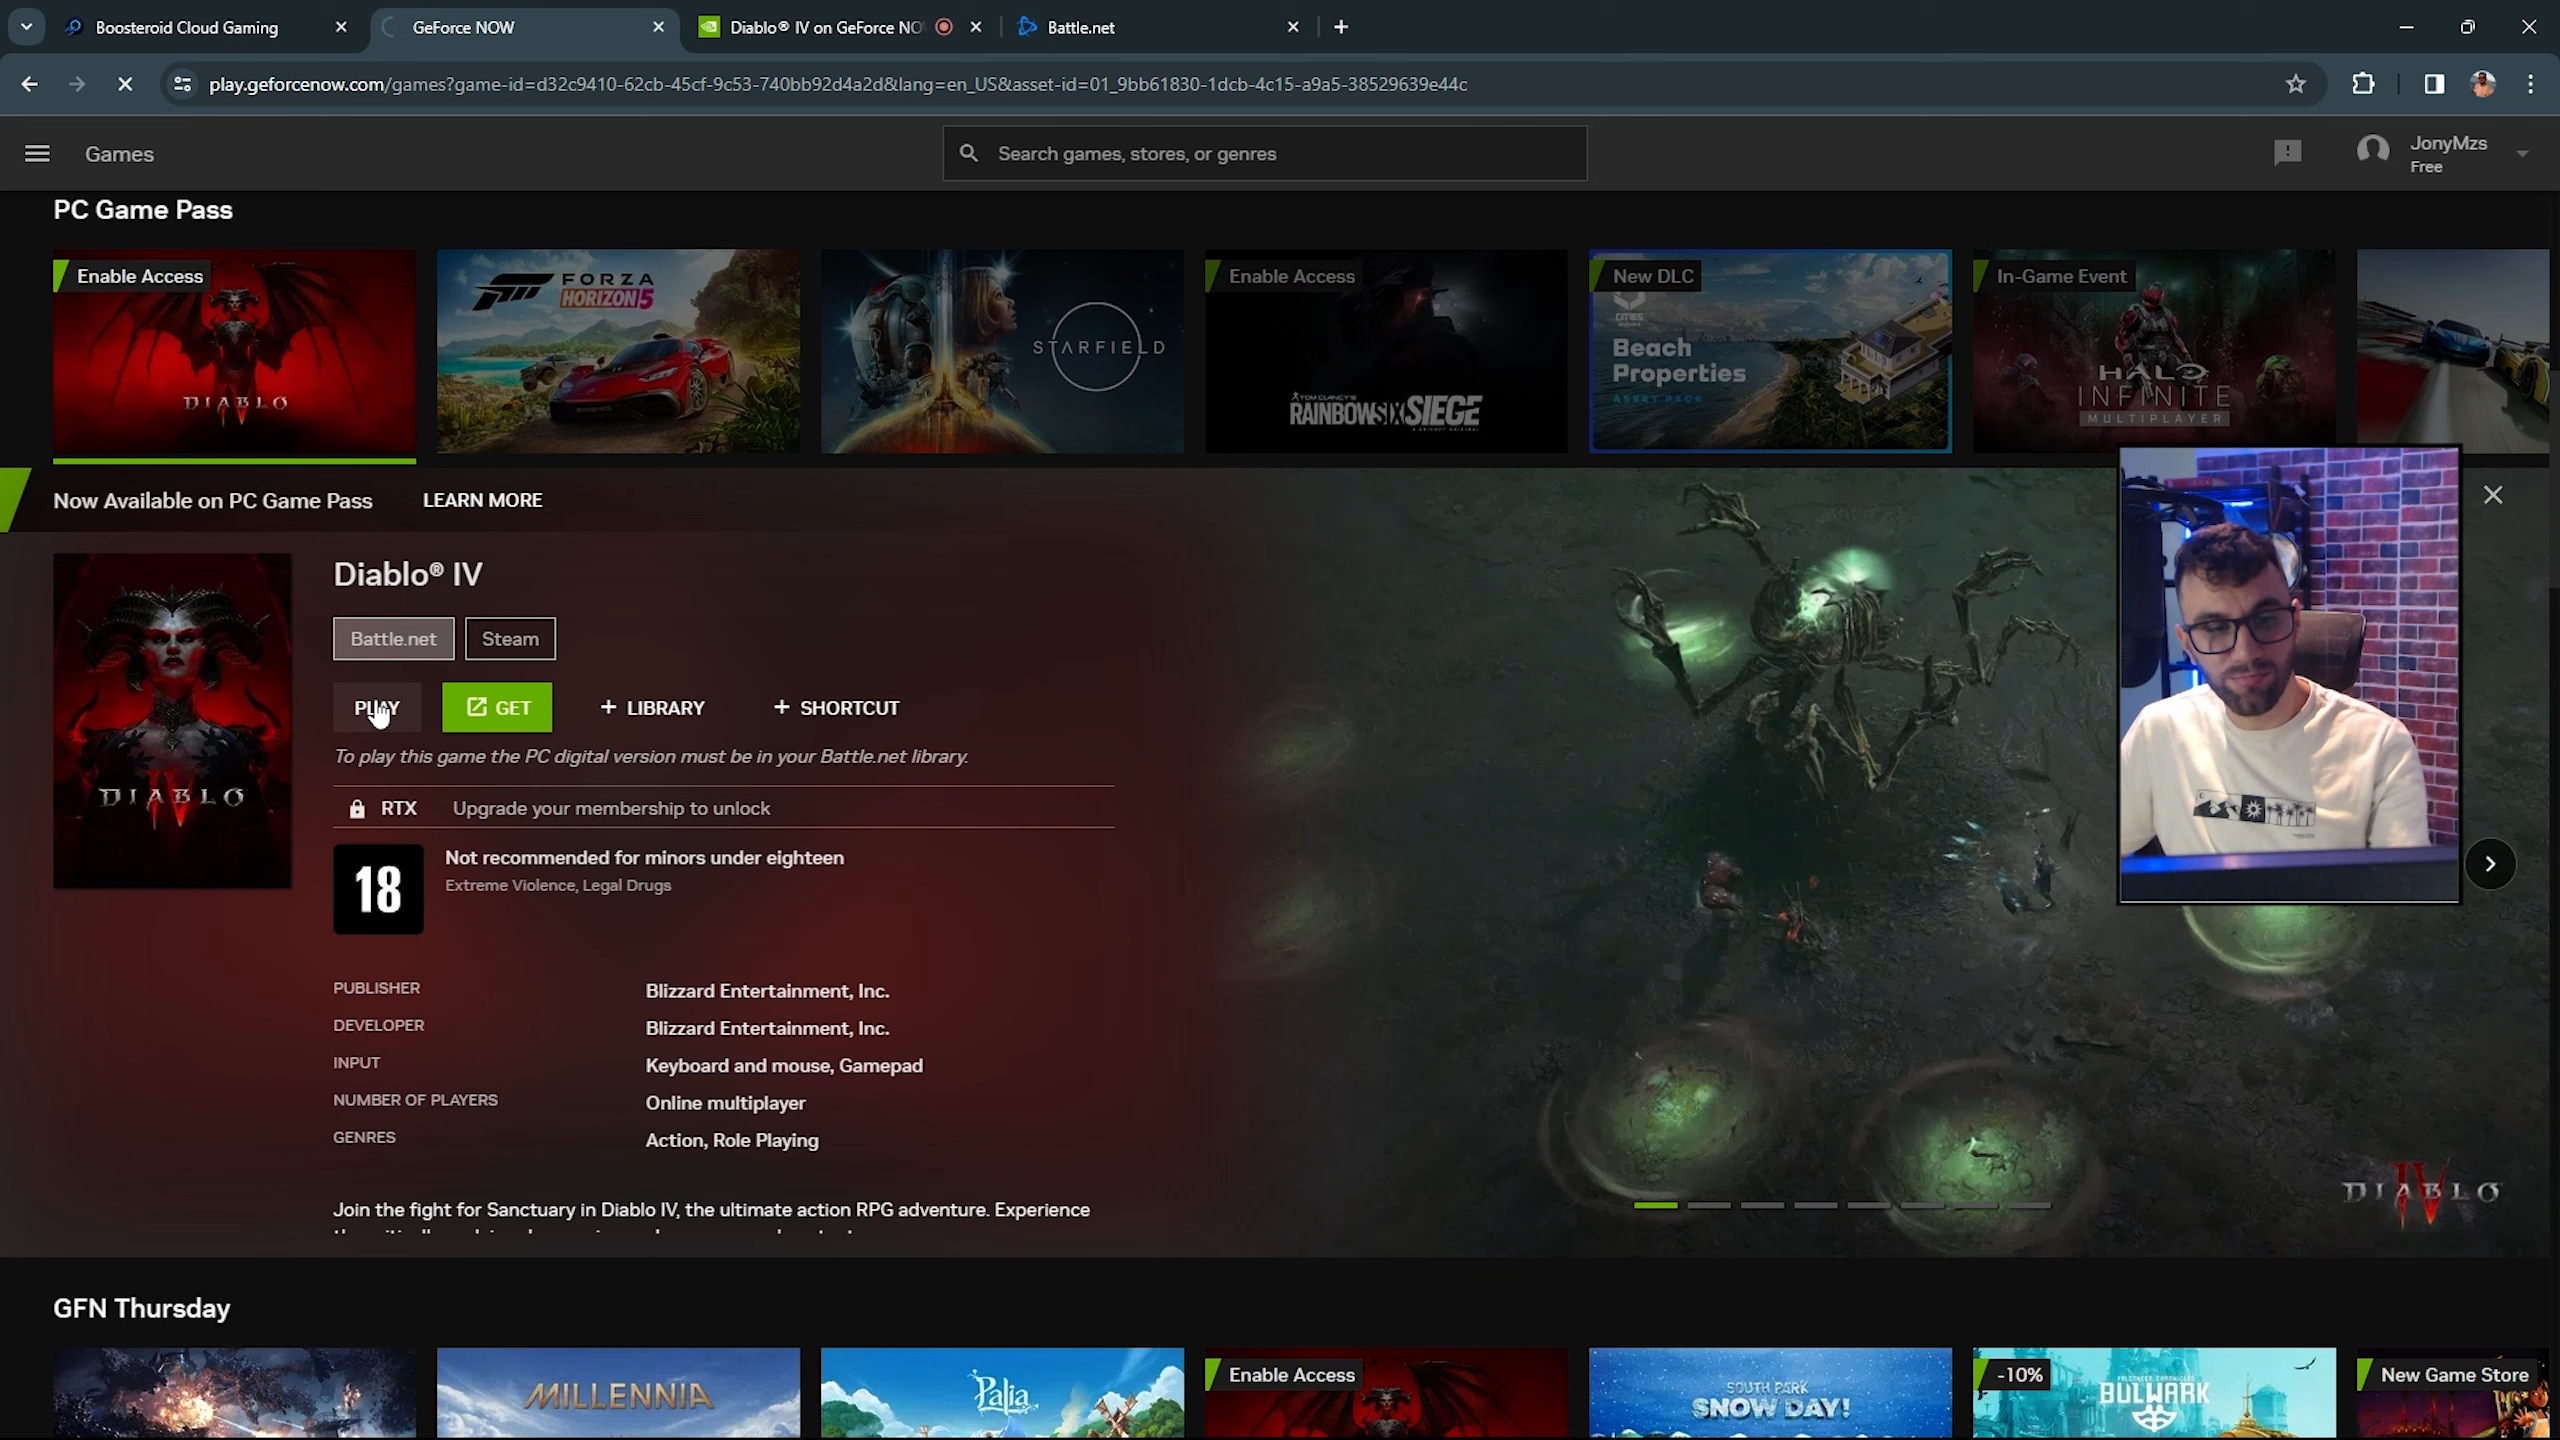 Boosteroid Cloud Gaming
GeForce NOW
Diablo® IV on GeForce NO
Battle.net
play.geforcenow.com/games?game-id=d32c9410-62cb-45cf-9c53-740bb92d4a2d&lang=en_US&asset-id=01_9bb61830-1dcb-4c15-a9a5-38529639e44c
Games
Search games, stores, or genres
JonyMzs
Free
PC Game Pass
Enable Access
DIABLO
IV
FORZA
HORIZON 5
STARFIELD
Enable Access
TOM CLANCY'S
RAINBOW SIX SIEGE
New DLC
CITIES
Beach
Properties
ASSET PACK
In-Game Event
HALO
INFINITE
MULTIPLAYER
Now Available on PC Game Pass
LEARN MORE
Diablo® IV
Battle.net
Steam
PLAY
GET
+ LIBRARY
+ SHORTCUT
To play this game the PC digital version must be in your Battle.net library.
RTX
Upgrade your membership to unlock
18
Not recommended for minors under eighteen
Extreme Violence, Legal Drugs
DIABLO
IV
PUBLISHER
Blizzard Entertainment, Inc.
DEVELOPER
Blizzard Entertainment, Inc.
INPUT
Keyboard and mouse, Gamepad
NUMBER OF PLAYERS
Online multiplayer
GENRES
Action, Role Playing
Join the fight for Sanctuary in Diablo IV, the ultimate action RPG adventure. Experience
DIABLO
IV
GFN Thursday
MILLENNIA
Palia
Enable Access
SOUTH PARK
SNOW DAY!
-10%
BULWARK
New Game Store